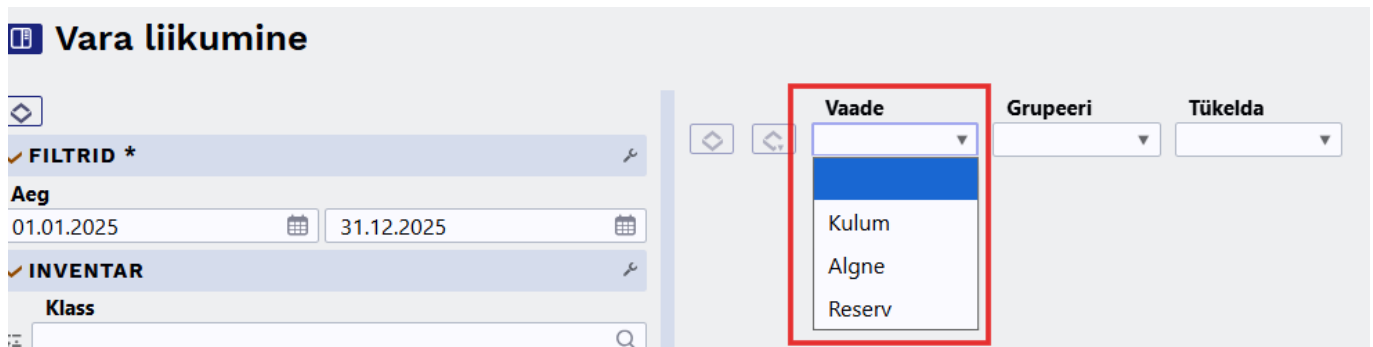 Vara liikumine
FILTRID *
Aeg
01.01.2025 31.12.2025
INVENTAR
Klass
Vaade Grupeeri Tükelda
Kulum
Algne
Reserv